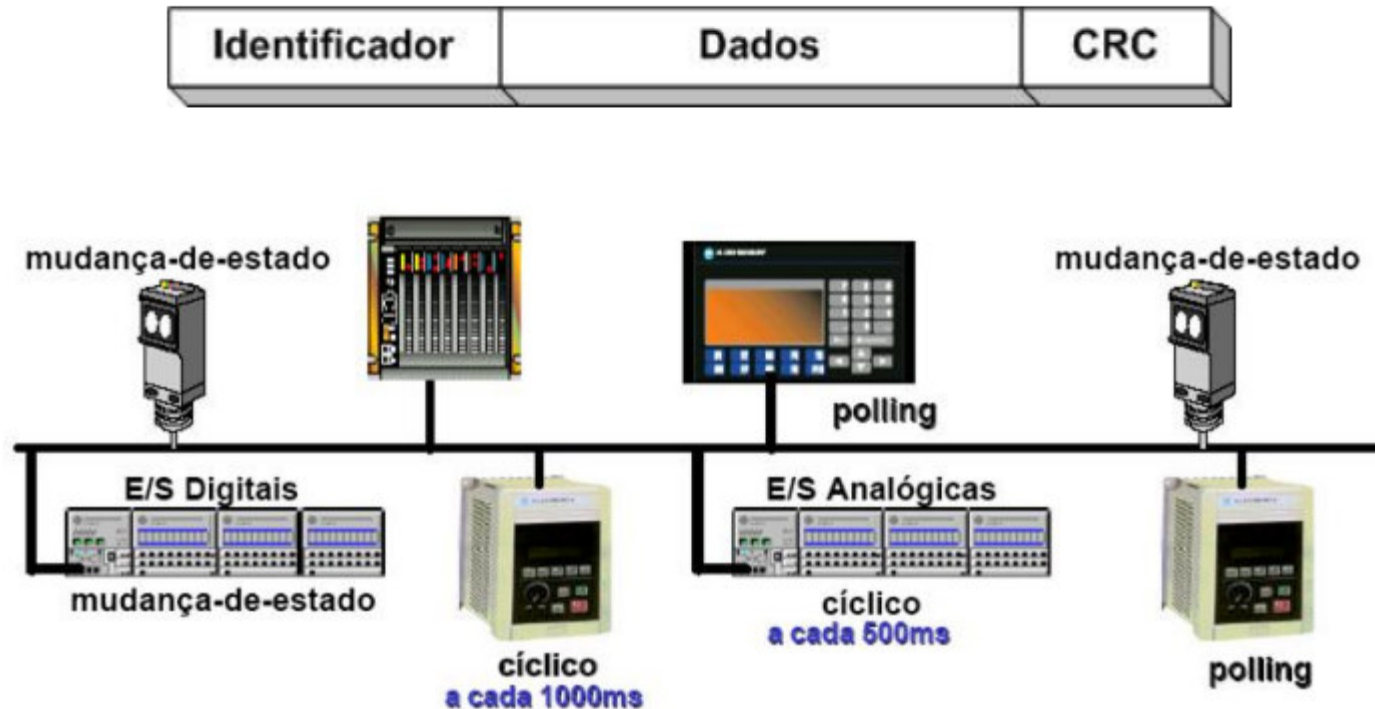 Identificador Dados CRC
mudança-de-estado
mudança-de-estado
polling
E/S Digitais
E/S Analógicas
mudança-de-estado
cíclico
a cada 500ms
cíclico
a cada 1000ms
polling